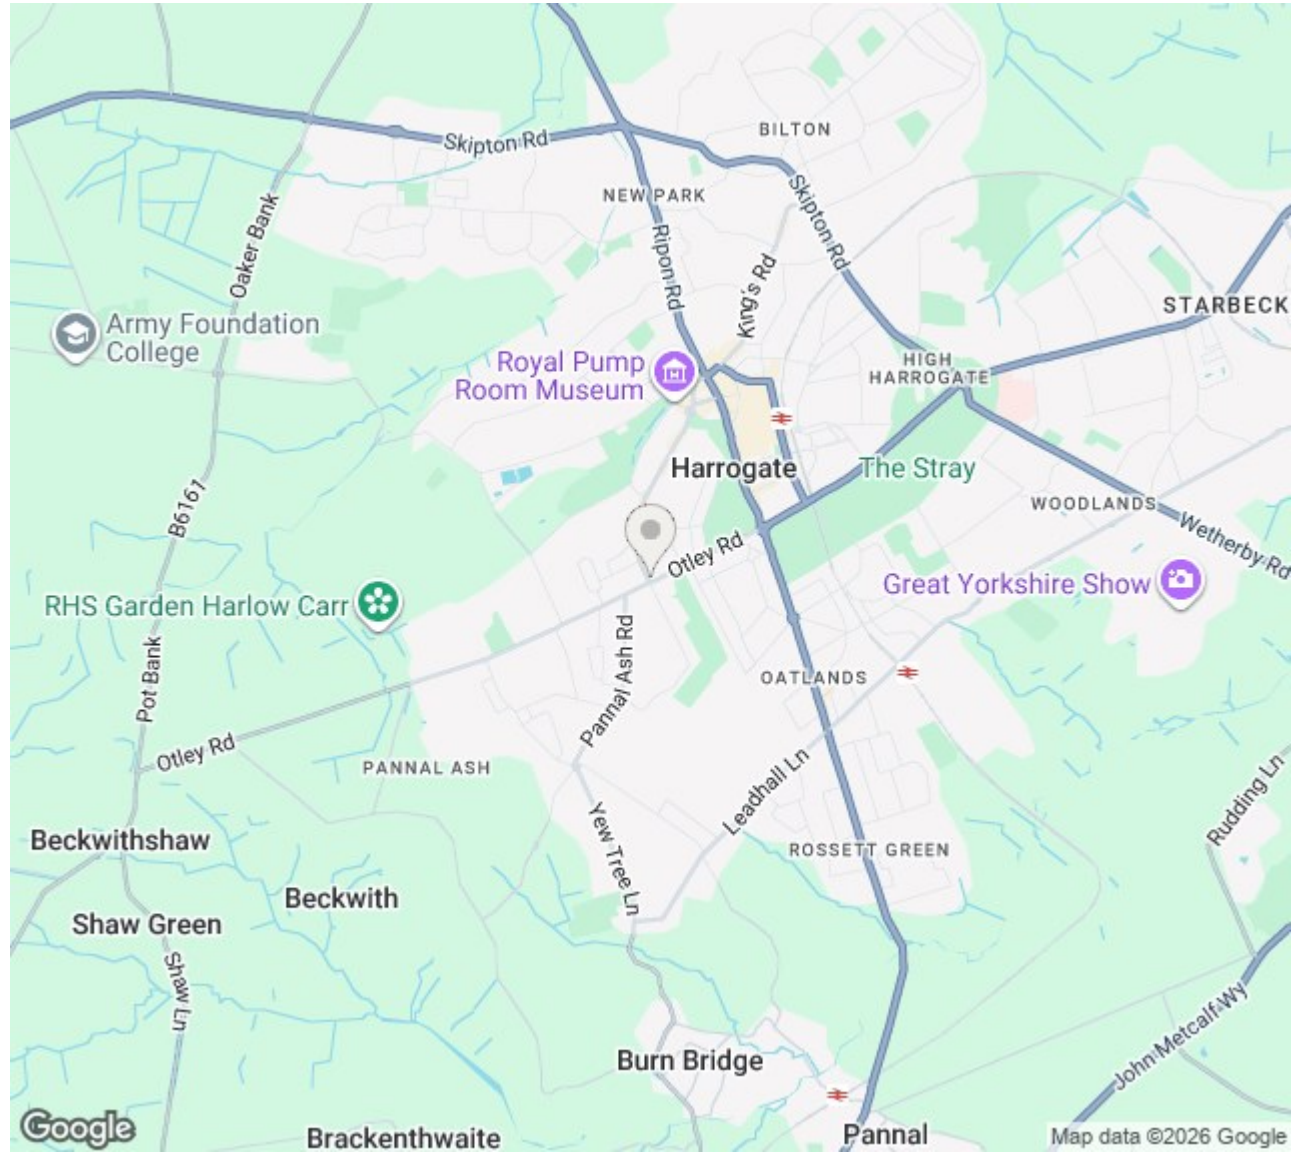 BILTON
Skipton Rd
NEW PARK
Skipton Rd
Oaker Bank
Ripon Rd
King's Rd
STARBECK
Army Foundation
College
Royal Pump
Room Museum
HIGH
HARROGATE
Harrogate
The Stray
B6161
WOODLANDS
Wetherby Rd
Otley Rd
Great Yorkshire Show
RHS Garden Harlow Carr
Pannal Ash Rd
Pot Bank
OATLANDS
Otley Rd
PANNAL ASH
Leadhall Ln
Rudding Ln
Beckwithshaw
Yew Tree Ln
ROSSETT GREEN
Beckwith
Shaw Green
Shaw Ln
John Metcalf Wy
Burn Bridge
Google
Brackenthwaite
Pannal
Map data ©2026 Google